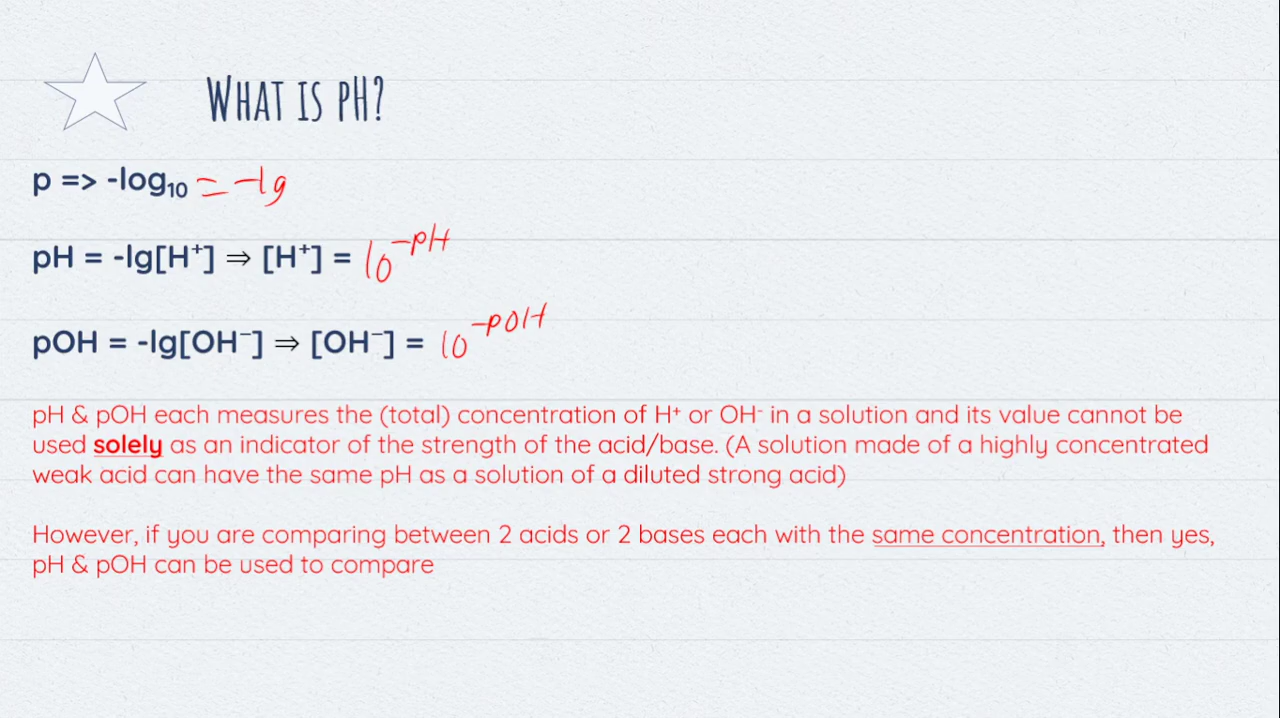 WHAT IS PH?
p => -log₁₀ = -lg
pH = -lg[H⁺] ⇒ [H⁺] = 10^-pH
pOH = -lg[OH⁻] ⇒ [OH⁻] = 10^-pOH
pH & pOH each measures the (total) concentration of H⁺ or OH⁻ in a solution and its value cannot be
used solely as an indicator of the strength of the acid/base. (A solution made of a highly concentrated
weak acid can have the same pH as a solution of a diluted strong acid)
However, if you are comparing between 2 acids or 2 bases each with the same concentration, then yes,
pH & pOH can be used to compare